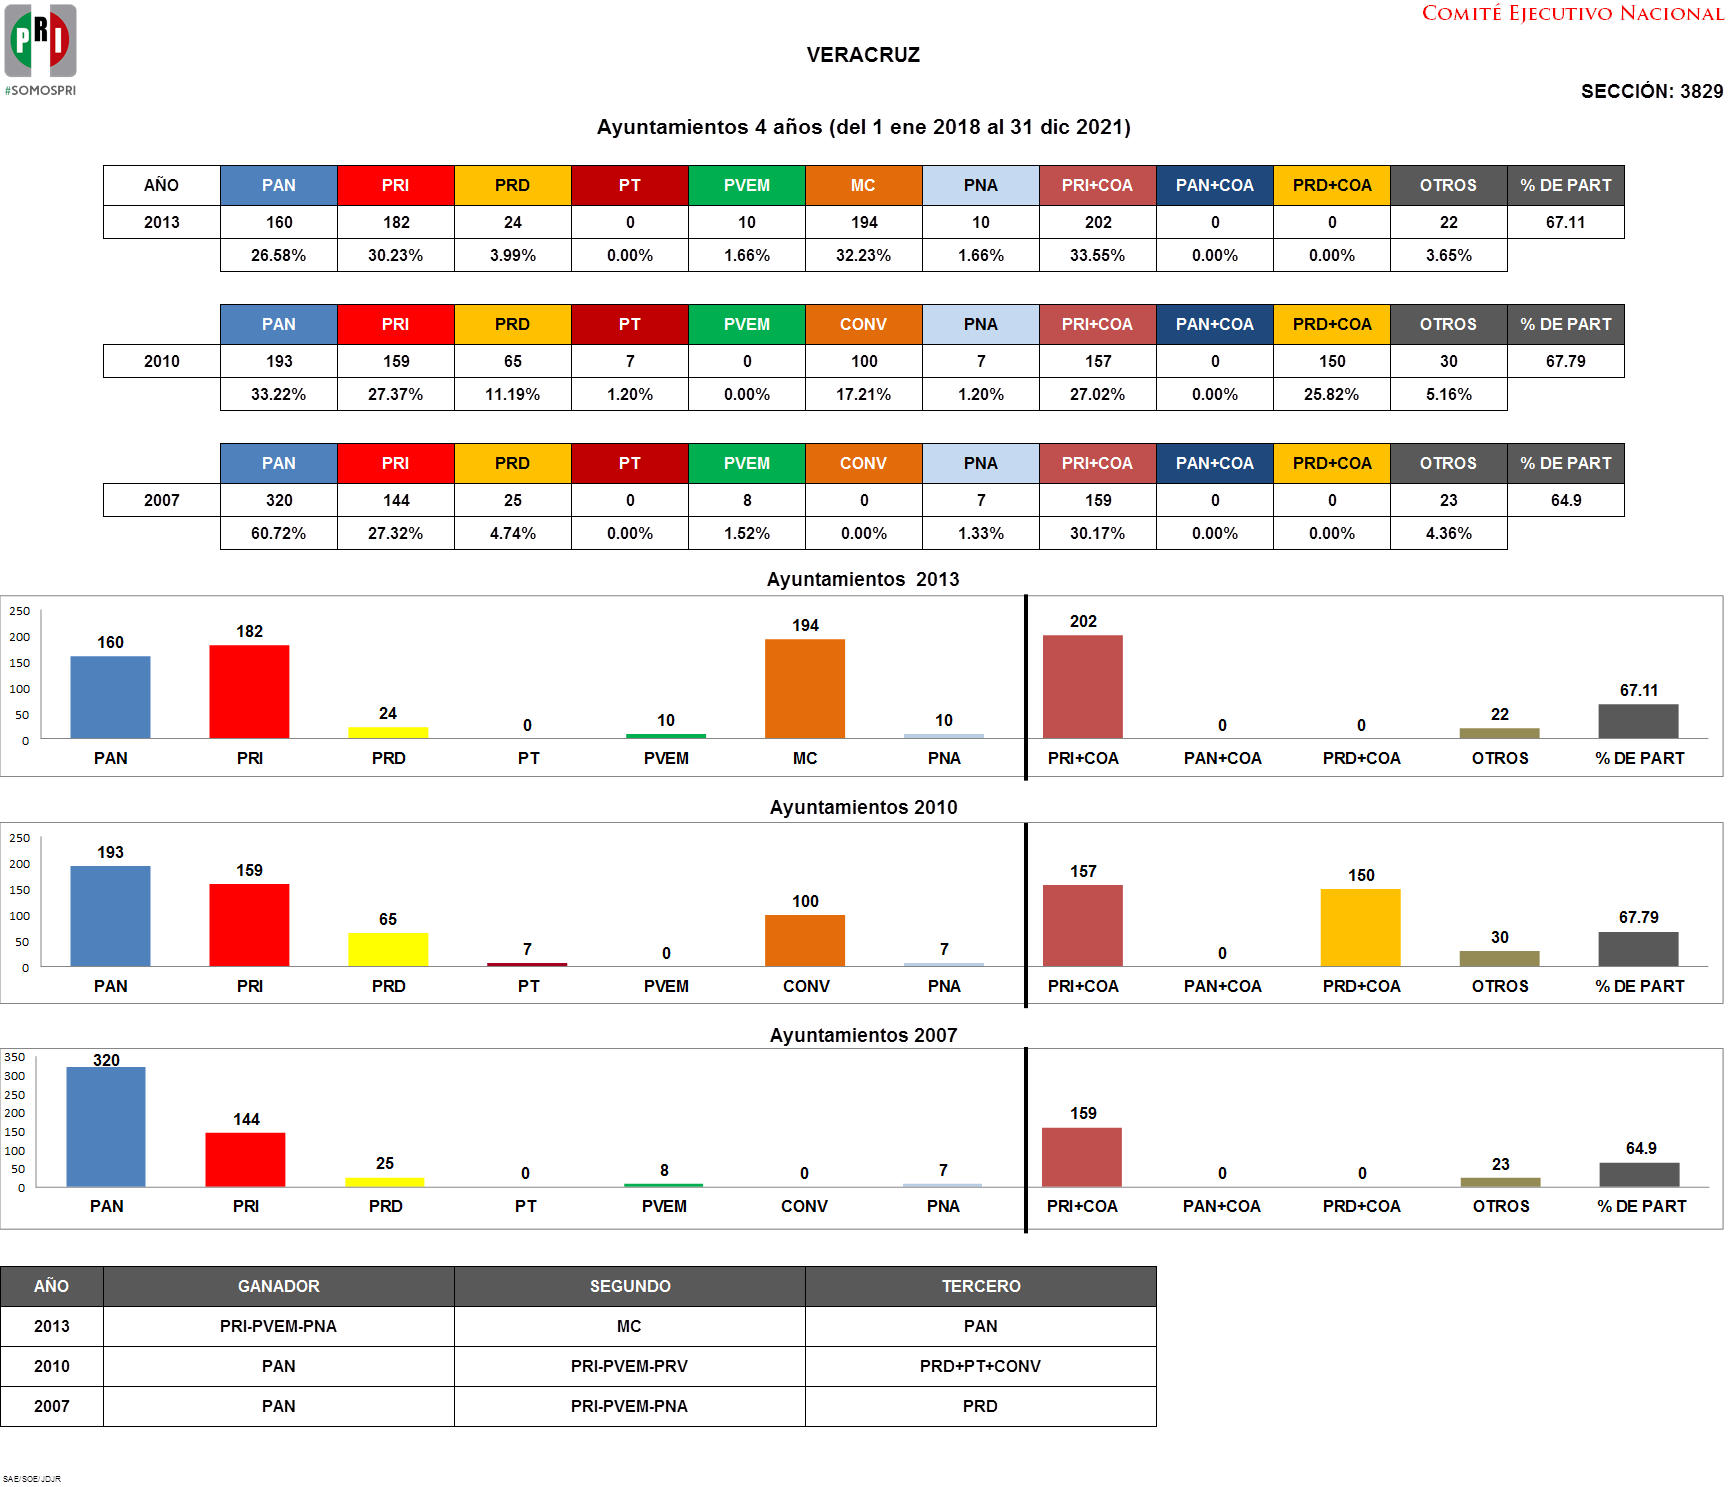 PRI
#SOMOSPRI
COMITÉ EJECUTIVO NACIONAL
VERACRUZ
SECCIÓN: 3829
Ayuntamientos 4 años (del 1 ene 2018 al 31 dic 2021)
AÑO PAN PRI PRD PT PVEM MC PNA PRI+COA PAN+COA PRD+COA OTROS % DE PART
2013 160 182 24 0 10 194 10 202 0 0 22 67.11
26.58% 30.23% 3.99% 0.00% 1.66% 32.23% 1.66% 33.55% 0.00% 0.00% 3.65%
PAN PRI PRD PT PVEM CONV PNA PRI+COA PAN+COA PRD+COA OTROS % DE PART
2010 193 159 65 7 0 100 7 157 0 150 30 67.79
33.22% 27.37% 11.19% 1.20% 0.00% 17.21% 1.20% 27.02% 0.00% 25.82% 5.16%
PAN PRI PRD PT PVEM CONV PNA PRI+COA PAN+COA PRD+COA OTROS % DE PART
2007 320 144 25 0 8 0 7 159 0 0 23 64.9
60.72% 27.32% 4.74% 0.00% 1.52% 0.00% 1.33% 30.17% 0.00% 0.00% 4.36%
Ayuntamientos 2013
250
200
150
100
50
0
160 182 24 0 10 194 10 202 0 0 22 67.11
PAN PRI PRD PT PVEM MC PNA PRI+COA PAN+COA PRD+COA OTROS % DE PART
Ayuntamientos 2010
250
200
150
100
50
0
193 159 65 7 0 100 7 157 0 150 30 67.79
PAN PRI PRD PT PVEM CONV PNA PRI+COA PAN+COA PRD+COA OTROS % DE PART
Ayuntamientos 2007
350
300
250
200
150
100
50
0
320 144 25 0 8 0 7 159 0 0 23 64.9
PAN PRI PRD PT PVEM CONV PNA PRI+COA PAN+COA PRD+COA OTROS % DE PART
AÑO GANADOR SEGUNDO TERCERO
2013 PRI-PVEM-PNA MC PAN
2010 PAN PRI-PVEM-PRV PRD+PT+CONV
2007 PAN PRI-PVEM-PNA PRD
SAE/SOE/JDJR